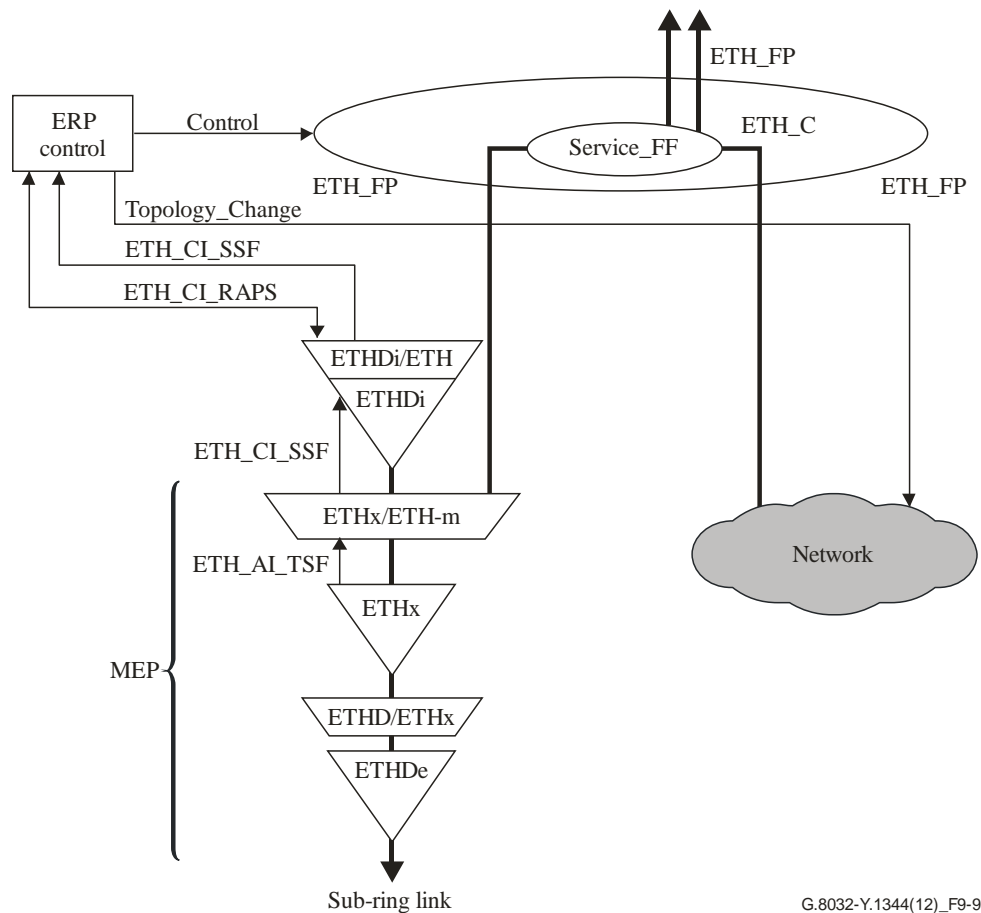 ETH_FP
ERP
control
Control
Service_FF
ETH_C
ETH_FP
ETH_FP
Topology_Change
ETH_CI_SSF
ETH_CI_RAPS
ETHDi/ETH
ETHDi
ETH_CI_SSF
ETHx/ETH-m
ETH_AI_TSF
Network
ETHx
MEP
ETHD/ETHx
ETHDe
Sub-ring link
G.8032-Y.1344(12)_F9-9